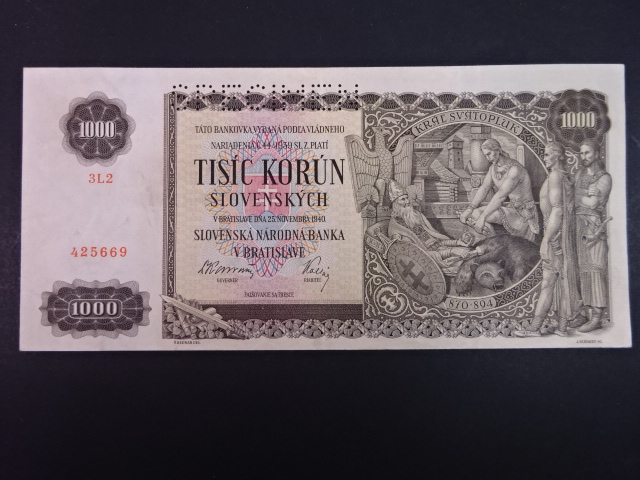 SPECIMEN
1000
3L2
425669
1000
TÁTO BANKOVKA VYDANÁ PODĽA VLÁDNEHO
NARIADENIA Č. 44/1939 SL. Z. PLATÍ
TISÍC KORÚN
SLOVENSKÝCH
V BRATISLAVE DŇA 25. NOVEMBRA 1940.
SLOVENSKÁ NÁRODNÁ BANKA
V BRATISLAVE
GUVERNÉR
RIADITEĽ
FALŠOVANIE SA TRESCE
KRÁĽ SVÄTOPLUK
870-894
1000